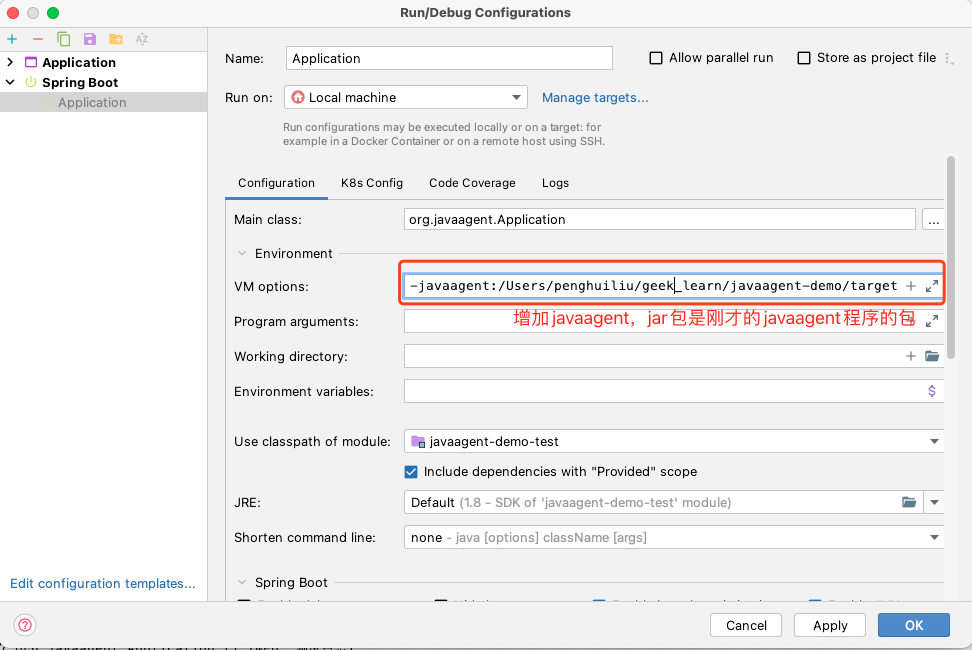 Run/Debug Configurations
Application
Spring Boot
Application
Name:
Application
Allow parallel run
Store as project file
Run on:
Local machine
Manage targets...
Run configurations may be executed locally or on a target: for
example in a Docker Container or on a remote host using SSH.
Configuration
K8s Config
Code Coverage
Logs
Main class:
org.javaagent.Application
...
Environment
VM options:
-javaagent:/Users/penghuiliu/geek_learn/javaagent-demo/target
Program arguments:
增加javaagent，jar包是刚才的javaagent程序的包
Working directory:
Environment variables:
$
Use classpath of module:
javaagent-demo-test
Include dependencies with "Provided" scope
JRE:
Default (1.8 - SDK of 'javaagent-demo-test' module)
Shorten command line:
none - java [options] className [args]
Spring Boot
Edit configuration templates...
?
Cancel
Apply
OK